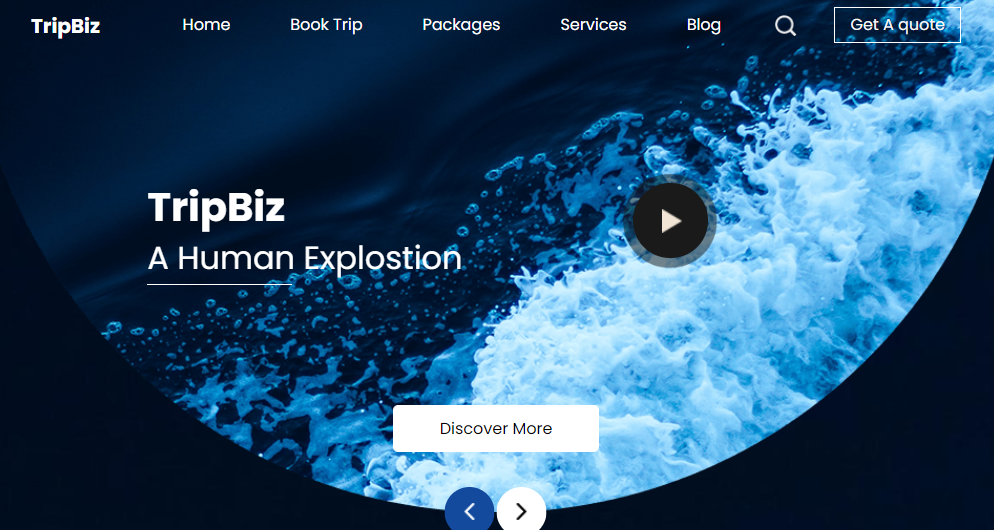 TripBiz
Home
Book Trip
Packages
Services
Blog
Get A quote
TripBiz
A Human Explostion
Discover More